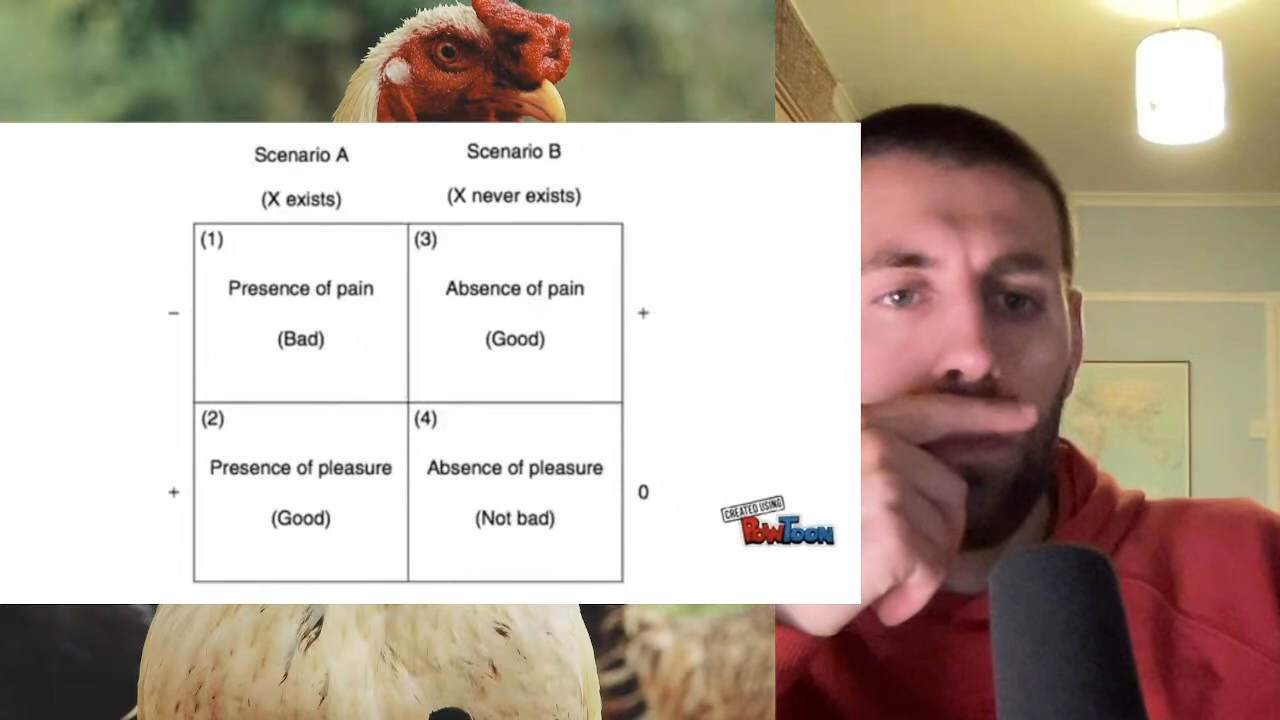 Scenario A
Scenario B
(X exists)
(X never exists)
(1)
(3)
Presence of pain
Absence of pain
−
+
(Bad)
(Good)
(2)
(4)
Presence of pleasure
Absence of pleasure
+
0
(Good)
(Not bad)
CREATED USING
POWTOON